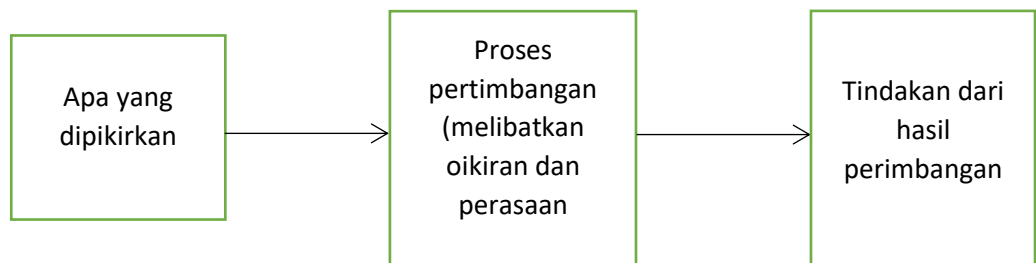 Apa yang
dipikirkan
Proses
pertimbangan
(melibatkan
oikiran dan
perasaan
Tindakan dari
hasil
perimbangan